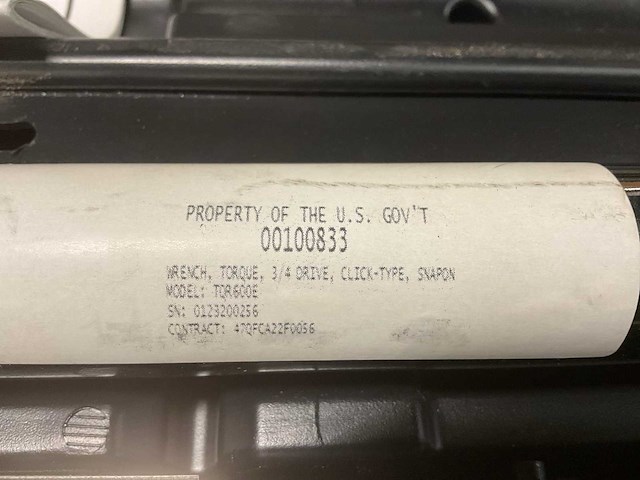 PROPERTY OF THE U.S. GOV'T
00100833
WRENCH, TORQUE, 3/4 DRIVE, CLICK-TYPE, SNAPON
MODEL: TQR600E
SN: 0123200256
CONTRACT: 47QFCA22F0056